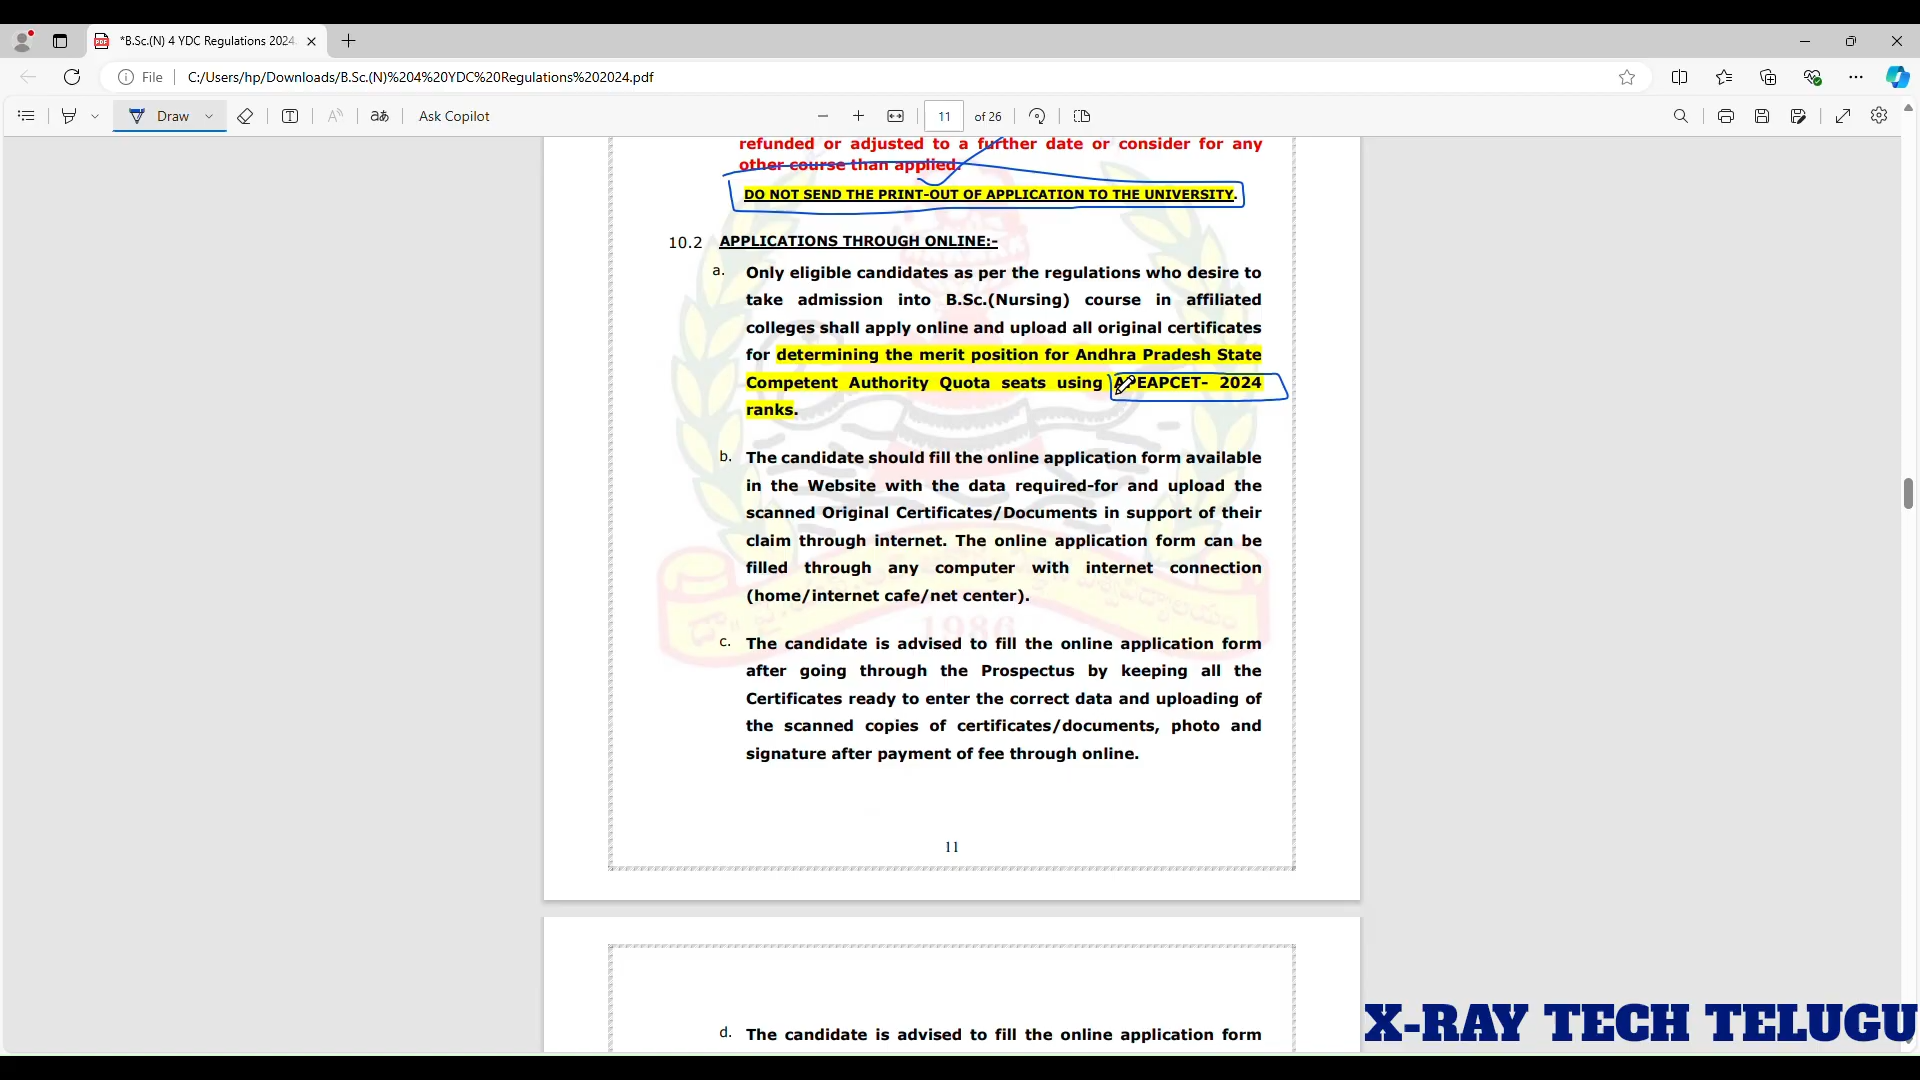 *B.Sc.(N) 4 YDC Regulations 2024.
File
C:/Users/hp/Downloads/B.Sc.(N)%204%20YDC%20Regulations%202024.pdf
Draw
Ask Copilot
11 of 26
refunded or adjusted to a further date or consider for any
other course than applied.
DO NOT SEND THE PRINT-OUT OF APPLICATION TO THE UNIVERSITY.
10.2 APPLICATIONS THROUGH ONLINE:-
a. Only eligible candidates as per the regulations who desire to
take admission into B.Sc.(Nursing) course in affiliated
colleges shall apply online and upload all original certificates
for determining the merit position for Andhra Pradesh State
Competent Authority Quota seats using APEAPCET- 2024
ranks.
b. The candidate should fill the online application form available
in the Website with the data required-for and upload the
scanned Original Certificates/Documents in support of their
claim through internet. The online application form can be
filled through any computer with internet connection
(home/internet cafe/net center).
1986
c. The candidate is advised to fill the online application form
after going through the Prospectus by keeping all the
Certificates ready to enter the correct data and uploading of
the scanned copies of certificates/documents, photo and
signature after payment of fee through online.
11
d. The candidate is advised to fill the online application form
X-RAY TECH TELUGU